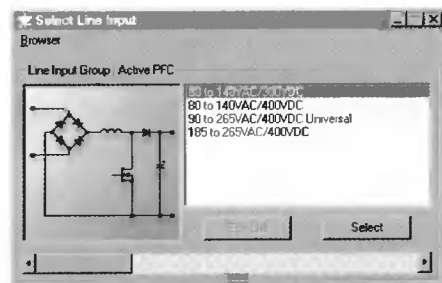 Select Line Input
Browser
Line Input Group Active PFC
80 to 140VAC/300VDC
80 to 140VAC/400VDC
90 to 265VAC/400VDC Universal
185 to 265VAC/400VDC
Select